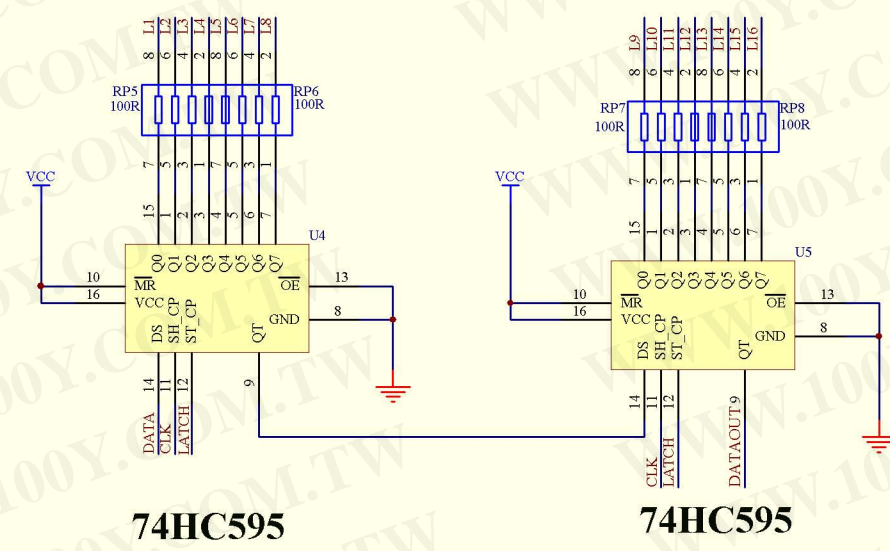 L1 L2 L3 L4 L5 L6 L7 L8
8 6 4 2 8 6 4 2
RP5 RP6
100R 100R
7 5 3 1 7 5 3 1
VCC
15 1 2 3 4 5 6 7
U4
Q0 Q1 Q2 Q3 Q4 Q5 Q6 Q7
10 MR OE 13
16 VCC GND 8
DS SH_CP ST_CP QT
14 11 12 9
DATA CLK LATCH
74HC595
L9 L10 L11 L12 L13 L14 L15 L16
8 6 4 2 8 6 4 2
RP7 RP8
100R 100R
7 5 3 1 7 5 3 1
VCC
15 1 2 3 4 5 6 7
U5
Q0 Q1 Q2 Q3 Q4 Q5 Q6 Q7
10 MR OE 13
16 VCC GND 8
DS SH_CP ST_CP QT
14 11 12 9
CLK LATCH DATAOUT
74HC595
WWW.100Y.COM.TW